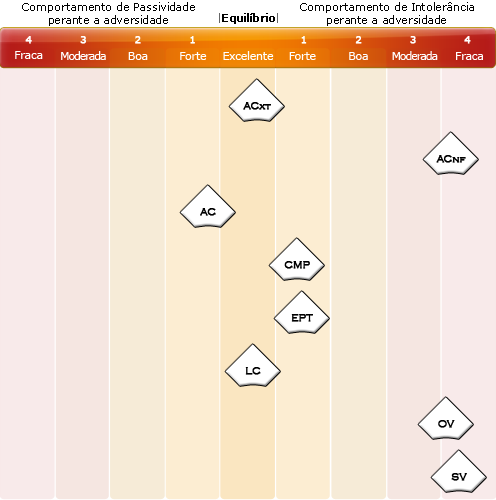 Comportamento de Passividade
perante a adversidade
|Equilíbrio|
Comportamento de Intolerância
perante a adversidade
4 3 2 1 1 2 3 4
Fraca Moderada Boa Forte Excelente Forte Boa Moderada Fraca
ACXT
ACNF
AC
CMP
EPT
LC
OV
SV